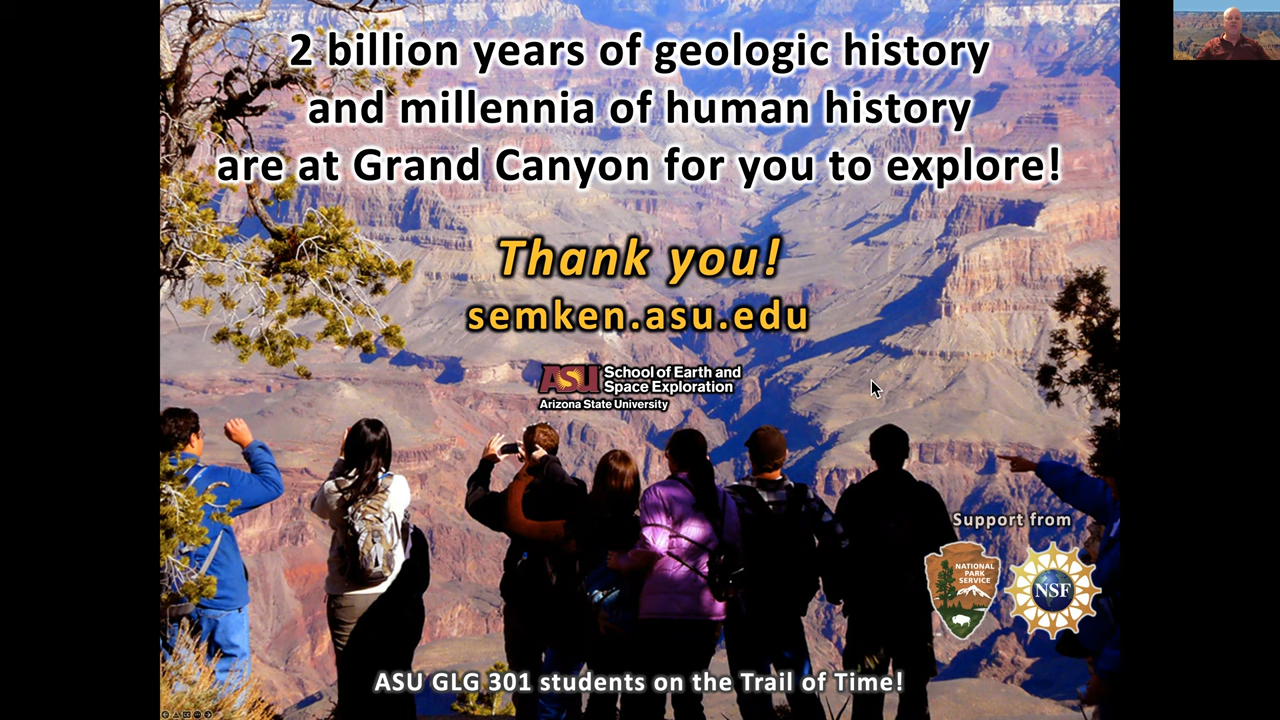 2 billion years of geologic history
and millennia of human history
are at Grand Canyon for you to explore!
Thank you!
semken.asu.edu
ASU School of Earth and
Space Exploration
Arizona State University
Support from
NATIONAL
PARK
SERVICE
NSF
ASU GLG 301 students on the Trail of Time!